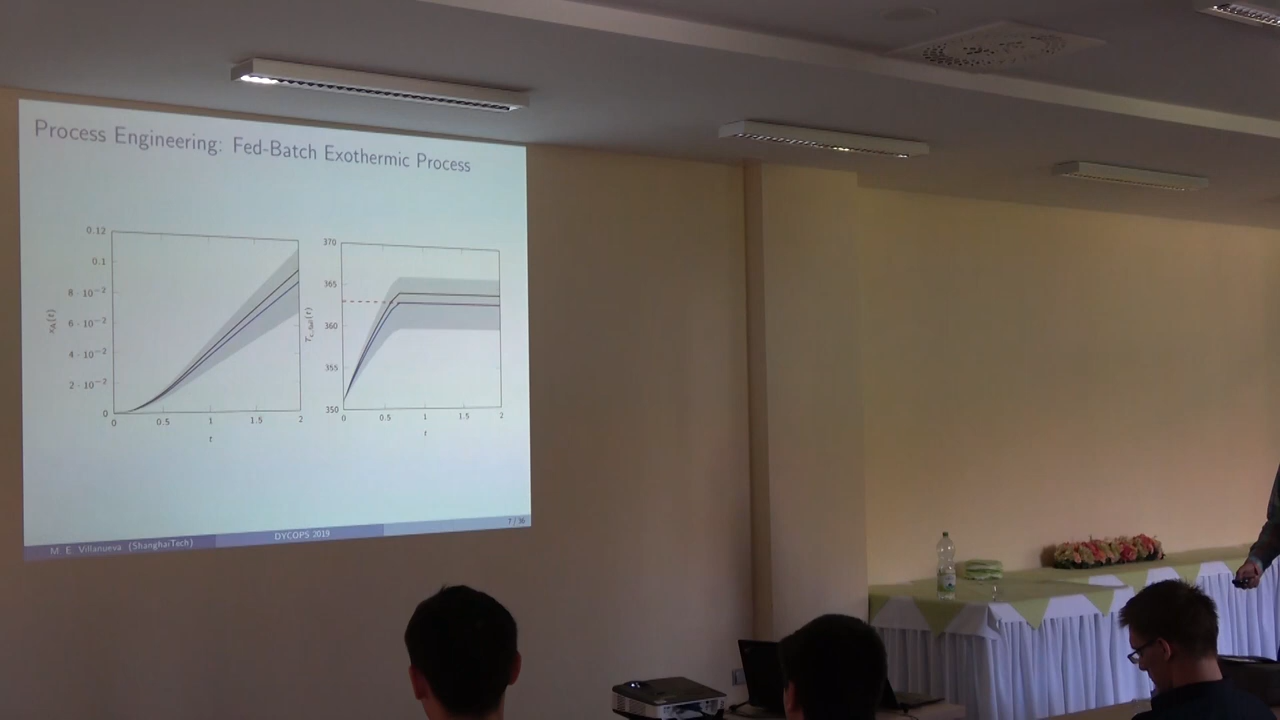 Process Engineering: Fed-Batch Exothermic Process
0.12
0.1
8 · 10⁻²
6 · 10⁻²
4 · 10⁻²
2 · 10⁻²
0
0 0.5 1 1.5 2
t
370
365
360
355
350
0 0.5 1 1.5 2
t
M. E. Villanueva (ShanghaiTech) DYCOPS 2019 7 / 36